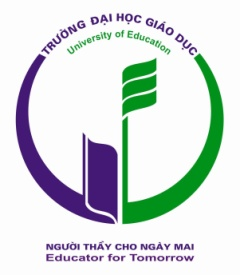 TRƯỜNG ĐẠI HỌC GIÁO DỤC
University of Education
NGƯỜI THẦY CHO NGÀY MAI
Educator for Tomorrow